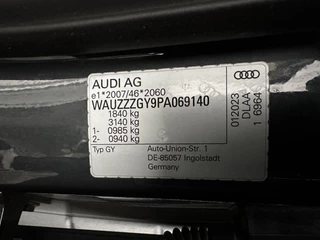 AUDI AG
e1*2007/46*2060
WAUZZZGY9PA069140
1840 kg
3140 kg
1- 0985 kg
2- 0940 kg
Typ GY
Auto-Union-Str. 1
DE-85057 Ingolstadt
Germany
012023
DLAA
1 6964